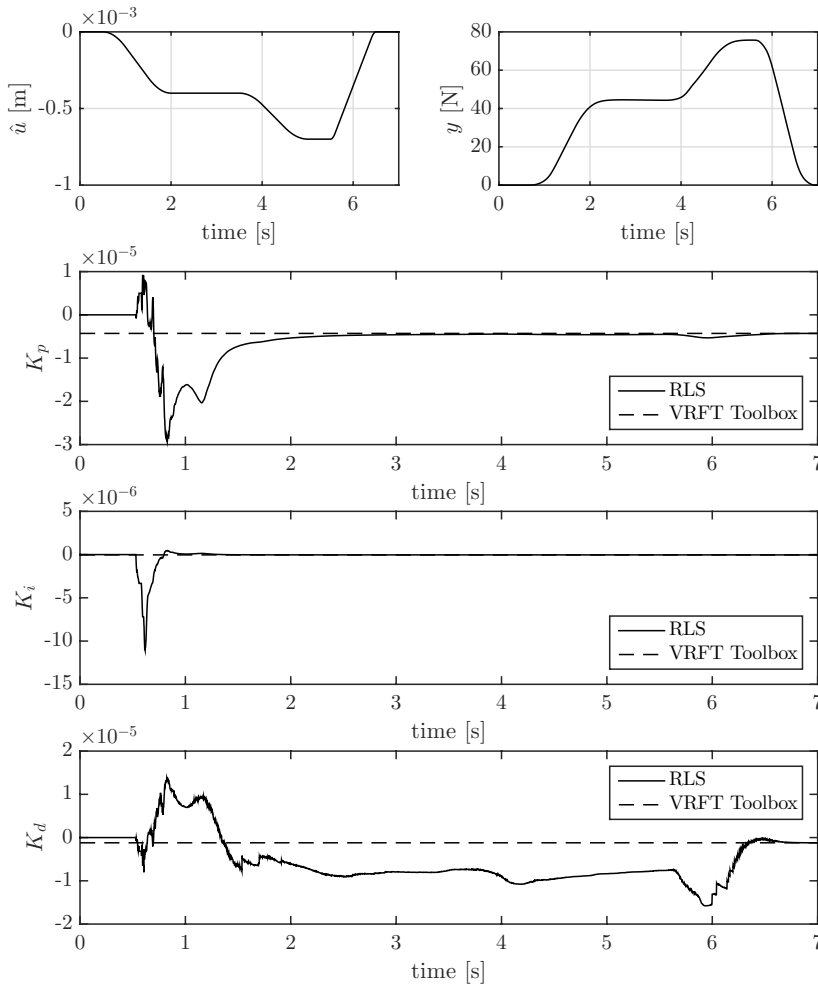 ×10⁻³
0
-0.5
-1
û [m]
0 2 4 6
time [s]
80
60
40
20
0
y [N]
0 2 4 6
time [s]
×10⁻⁵
1
0
-1
-2
-3
K_p
RLS
VRFT Toolbox
0 1 2 3 4 5 6 7
time [s]
×10⁻⁶
5
0
-5
-10
-15
K_i
RLS
VRFT Toolbox
0 1 2 3 4 5 6 7
time [s]
×10⁻⁵
2
1
0
-1
-2
K_d
RLS
VRFT Toolbox
0 1 2 3 4 5 6 7
time [s]